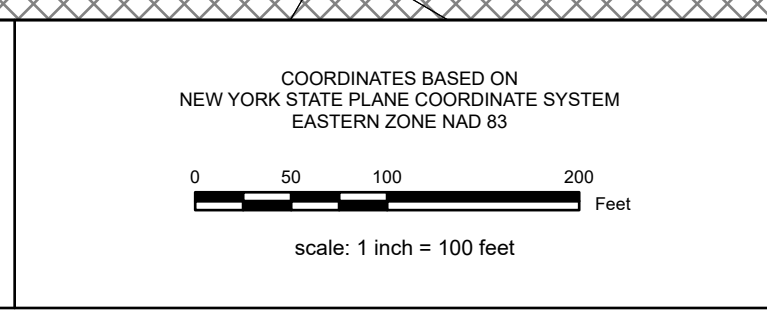 COORDINATES BASED ON
NEW YORK STATE PLANE COORDINATE SYSTEM
EASTERN ZONE NAD 83
0 50 100 200
Feet
scale: 1 inch = 100 feet